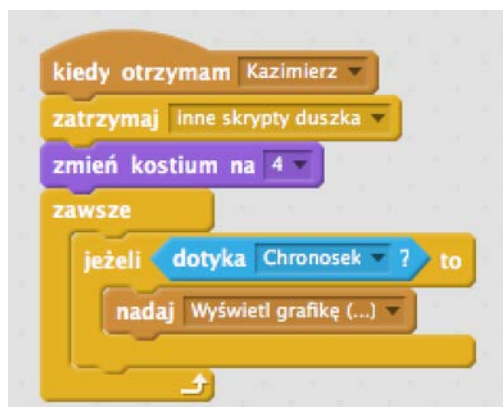 kiedy otrzymam Kazimierz
zatrzymaj inne skrypty duszka
zmień kostium na 4
zawsze
jeżeli dotyka Chronosek ? to
nadaj Wyświetl grafikę (...)